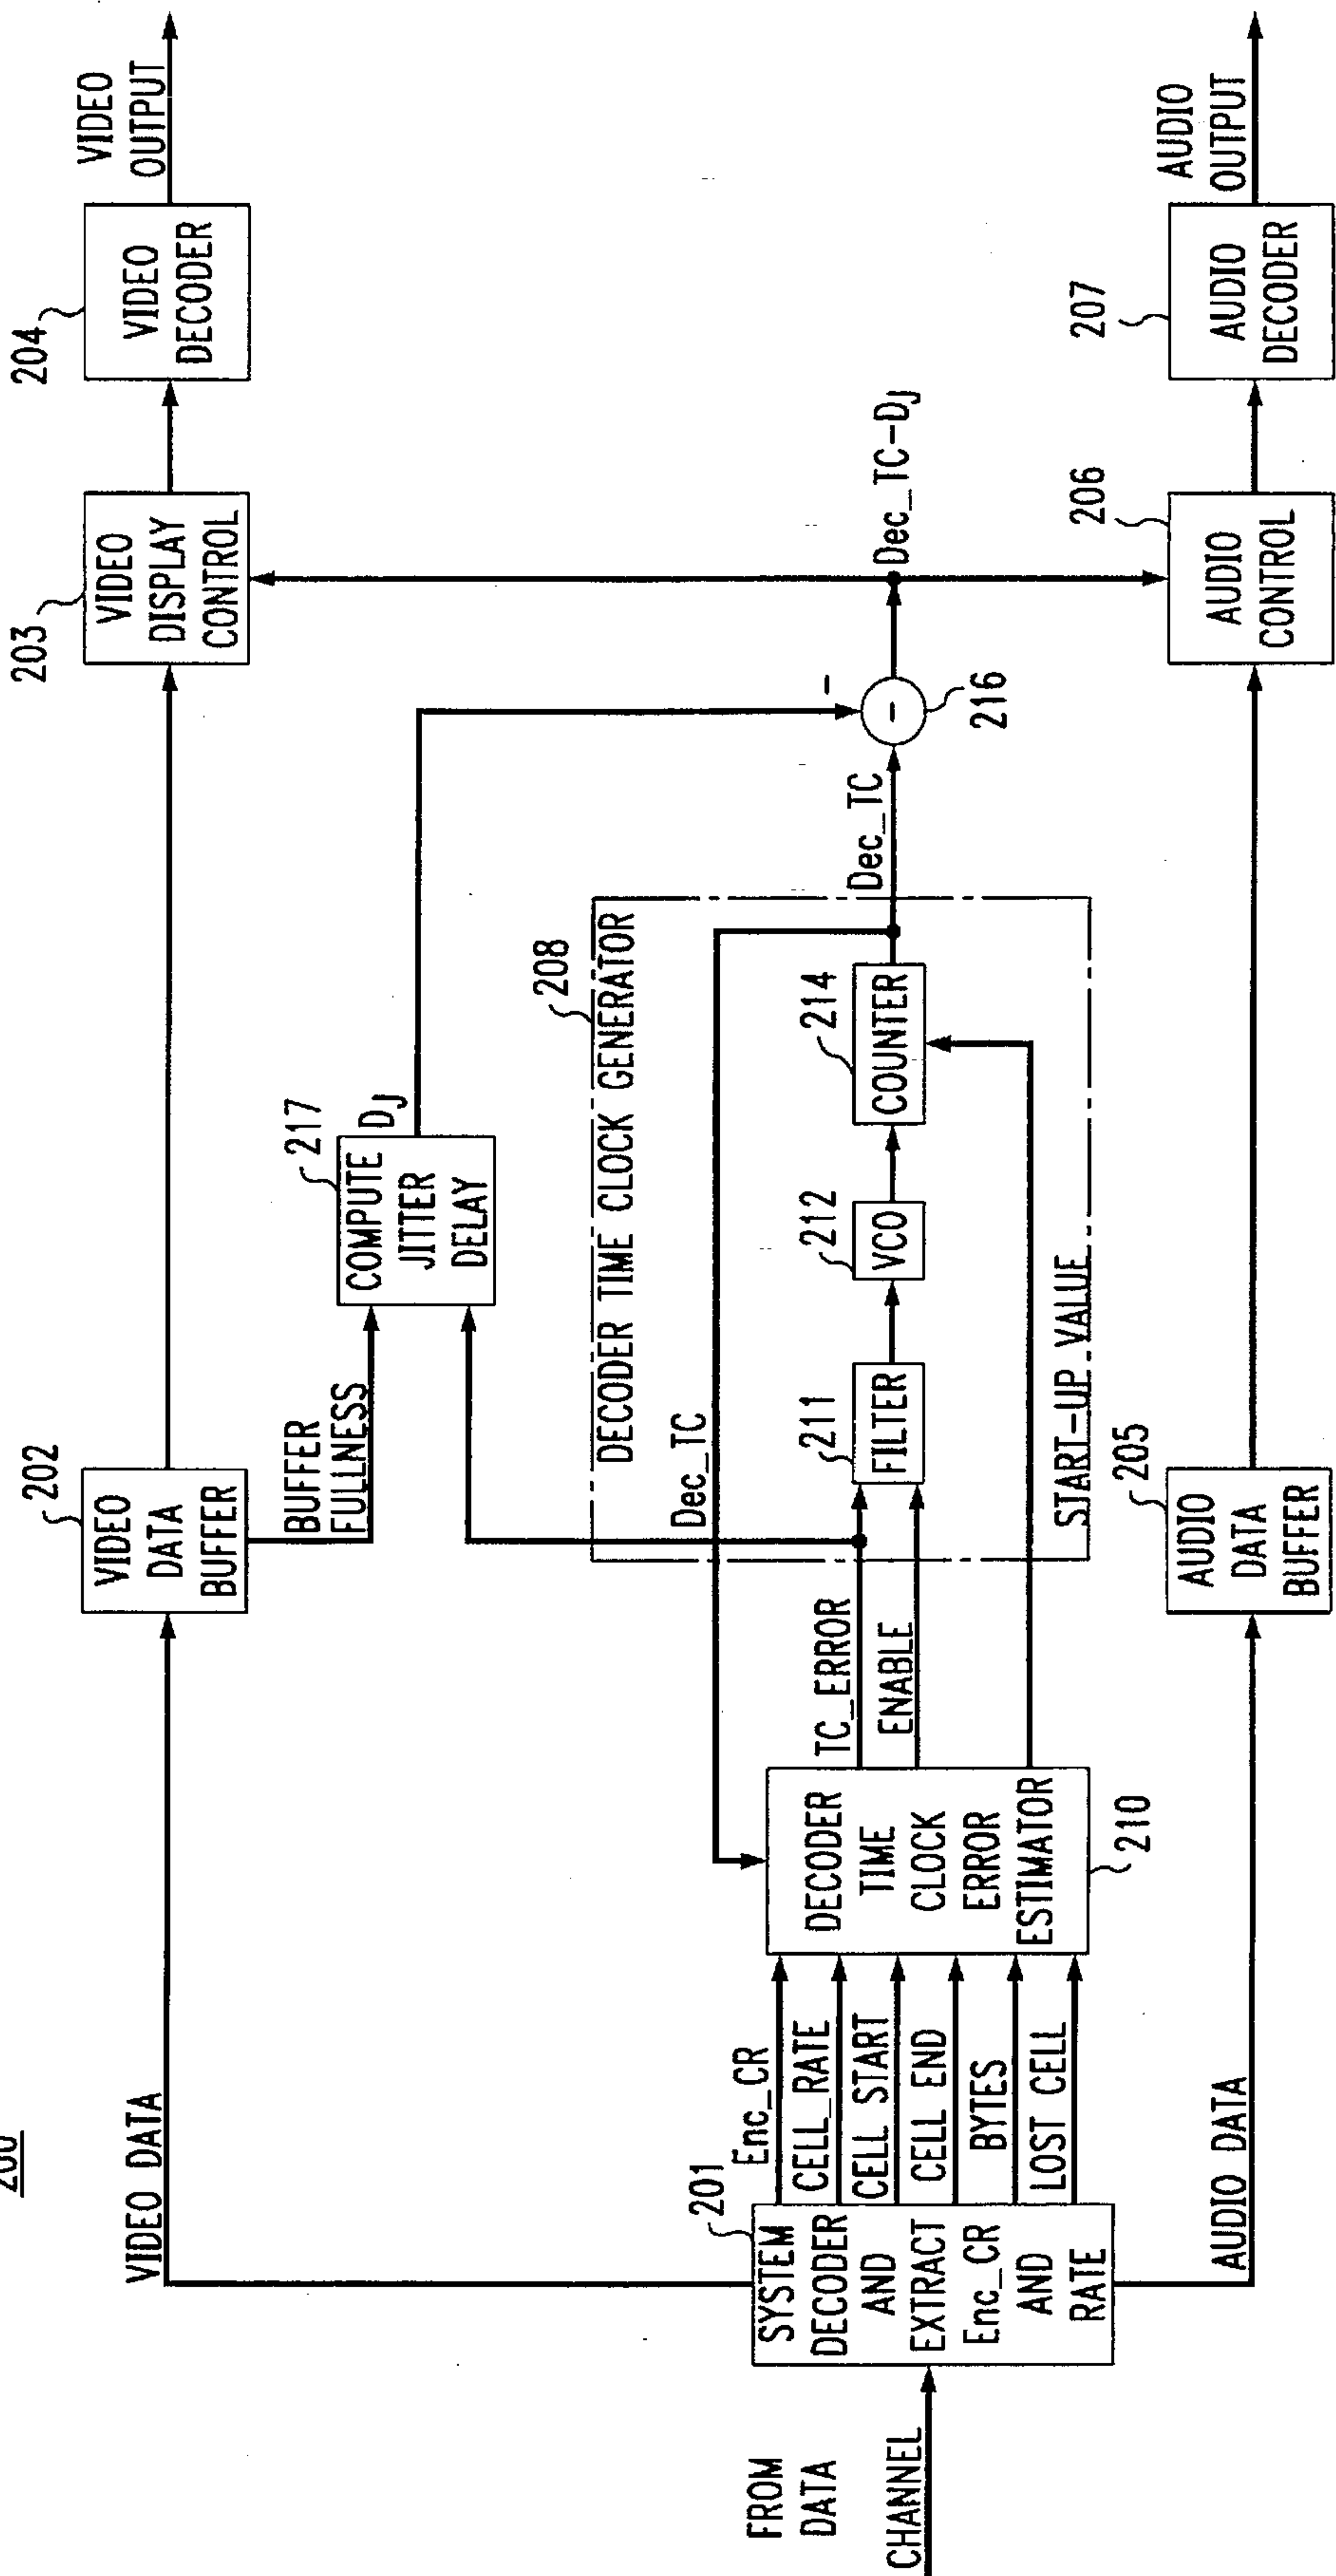 200
FROM
DATA
CHANNEL
201
SYSTEM
DECODER
AND
EXTRACT
Enc_CR
AND
RATE
VIDEO DATA
AUDIO DATA
Enc_CR
CELL_RATE
CELL START
CELL END
BYTES
LOST CELL
DECODER
TIME
CLOCK
ERROR
ESTIMATOR
210
TC_ERROR
ENABLE
Dec_TC
START-UP VALUE
202
VIDEO
DATA
BUFFER
BUFFER
FULLNESS
205
AUDIO
DATA
BUFFER
217
COMPUTE
JITTER
DELAY
DJ
208
DECODER TIME CLOCK GENERATOR
211
FILTER
212
VCO
214
COUNTER
Dec_TC
-
-
216
Dec_TC-DJ
203
VIDEO
DISPLAY
CONTROL
204
VIDEO
DECODER
VIDEO
OUTPUT
206
AUDIO
CONTROL
207
AUDIO
DECODER
AUDIO
OUTPUT